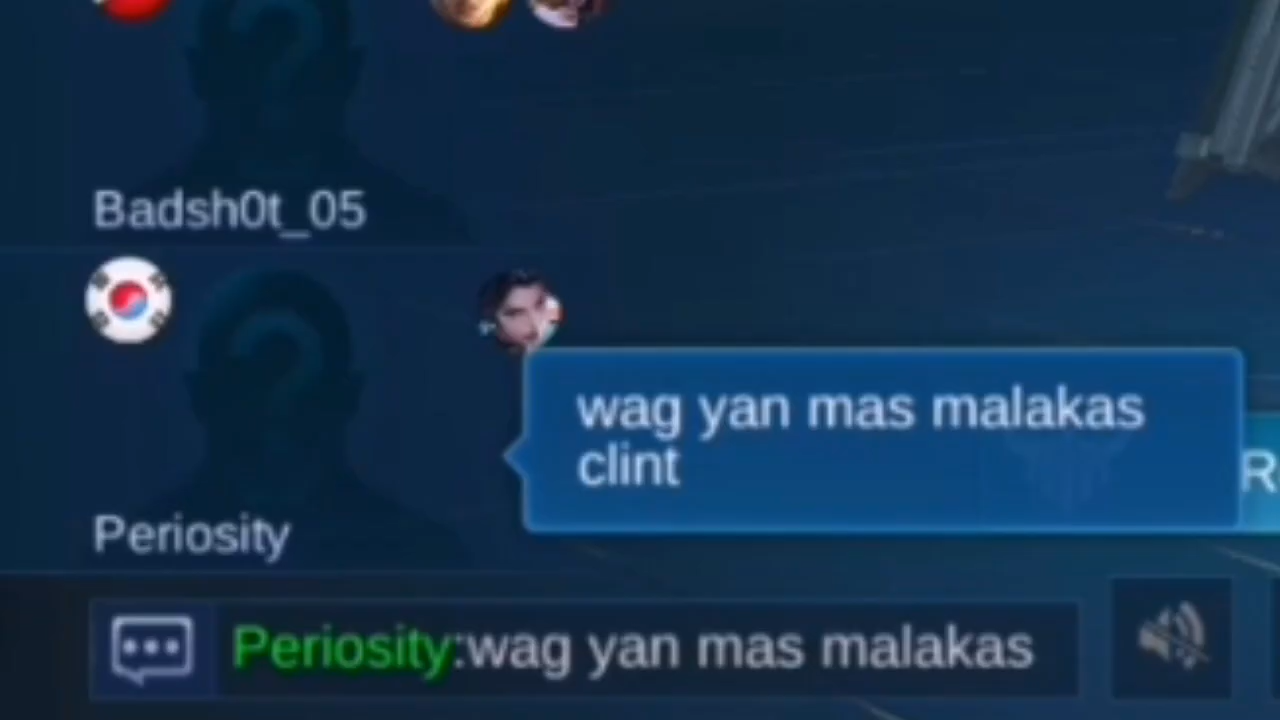 Badsh0t_05
wag yan mas malakas
clint
R
Periosity
Periosity:wag yan mas malakas